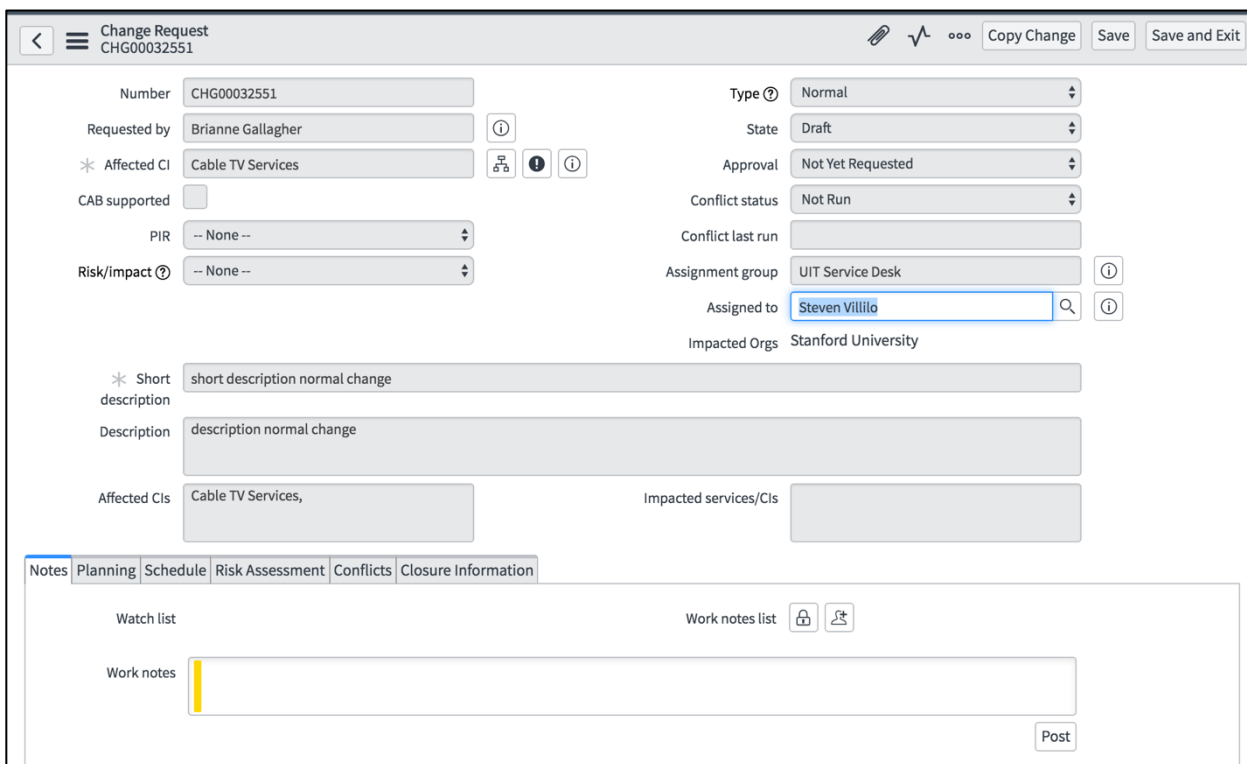 Change Request
CHG00032551
Copy Change Save Save and Exit
Number CHG00032551 Type Normal
Requested by Brianne Gallagher State Draft
Affected CI Cable TV Services Approval Not Yet Requested
CAB supported Conflict status Not Run
PIR -- None -- Conflict last run
Risk/impact -- None -- Assignment group UIT Service Desk
Assigned to Steven Villilo
Impacted Orgs Stanford University
Short description short description normal change
Description description normal change
Affected CIs Cable TV Services, Impacted services/CIs
Notes Planning Schedule Risk Assessment Conflicts Closure Information
Watch list Work notes list
Work notes
Post